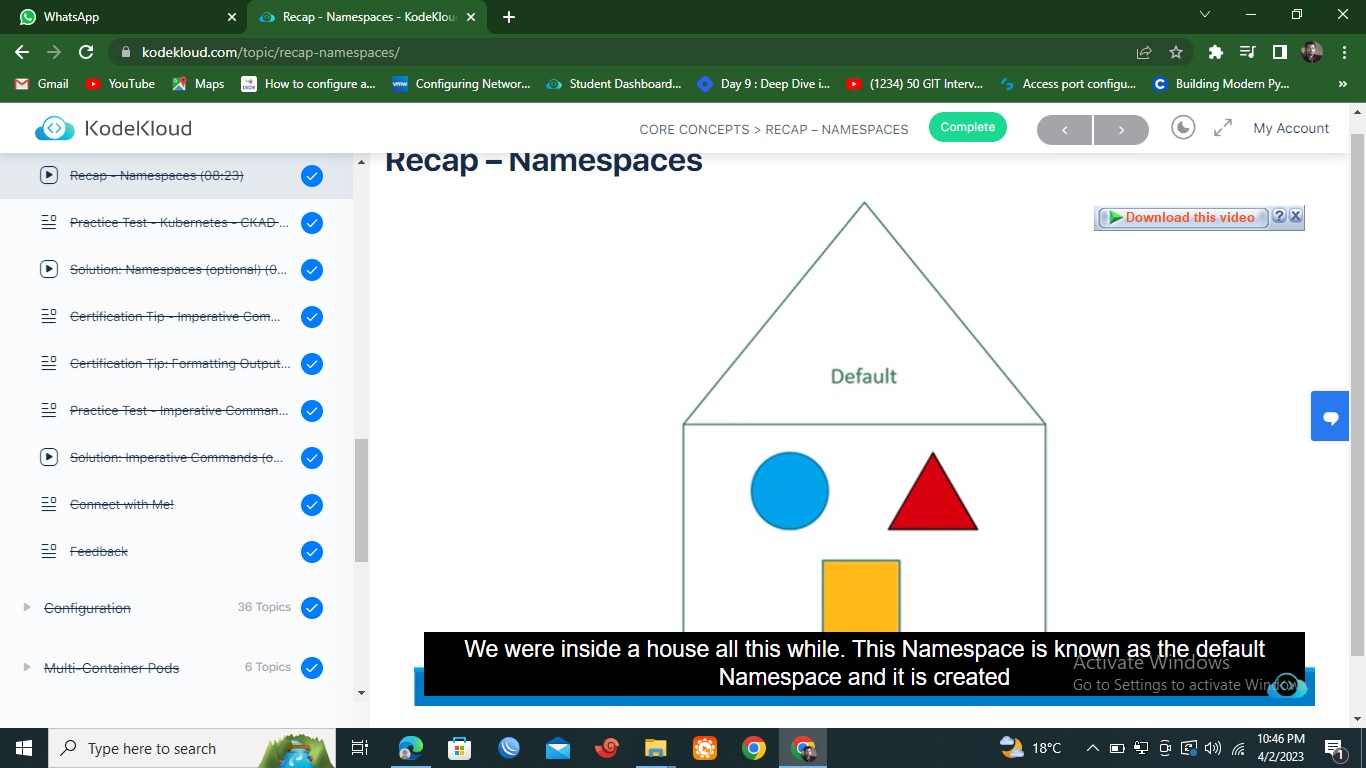 WhatsApp
Recap - Namespaces - KodeKlou
kodekloud.com/topic/recap-namespaces/
Gmail
YouTube
Maps
How to configure a...
Configuring Networ...
Student Dashboard...
Day 9 : Deep Dive i...
(1234) 50 GIT Interv...
Access port configu...
Building Modern Py...
»
KodeKloud
CORE CONCEPTS > RECAP – NAMESPACES
Complete
My Account
Recap - Namespaces (08:23)
Practice Test - Kubernetes - CKAD ...
Solution: Namespaces (optional) (0...
Certification Tip - Imperative Com...
Certification Tip: Formatting Output...
Practice Test - Imperative Comman...
Solution: Imperative Commands (o...
Connect with Me!
Feedback
Configuration
36 Topics
Multi-Container Pods
6 Topics
Recap – Namespaces
Download this video
?
X
Default
We were inside a house all this while. This Namespace is known as the default
Namespace and it is created
Activate Windows
Go to Settings to activate Windows.
Type here to search
18°C
10:46 PM
4/2/2023
1